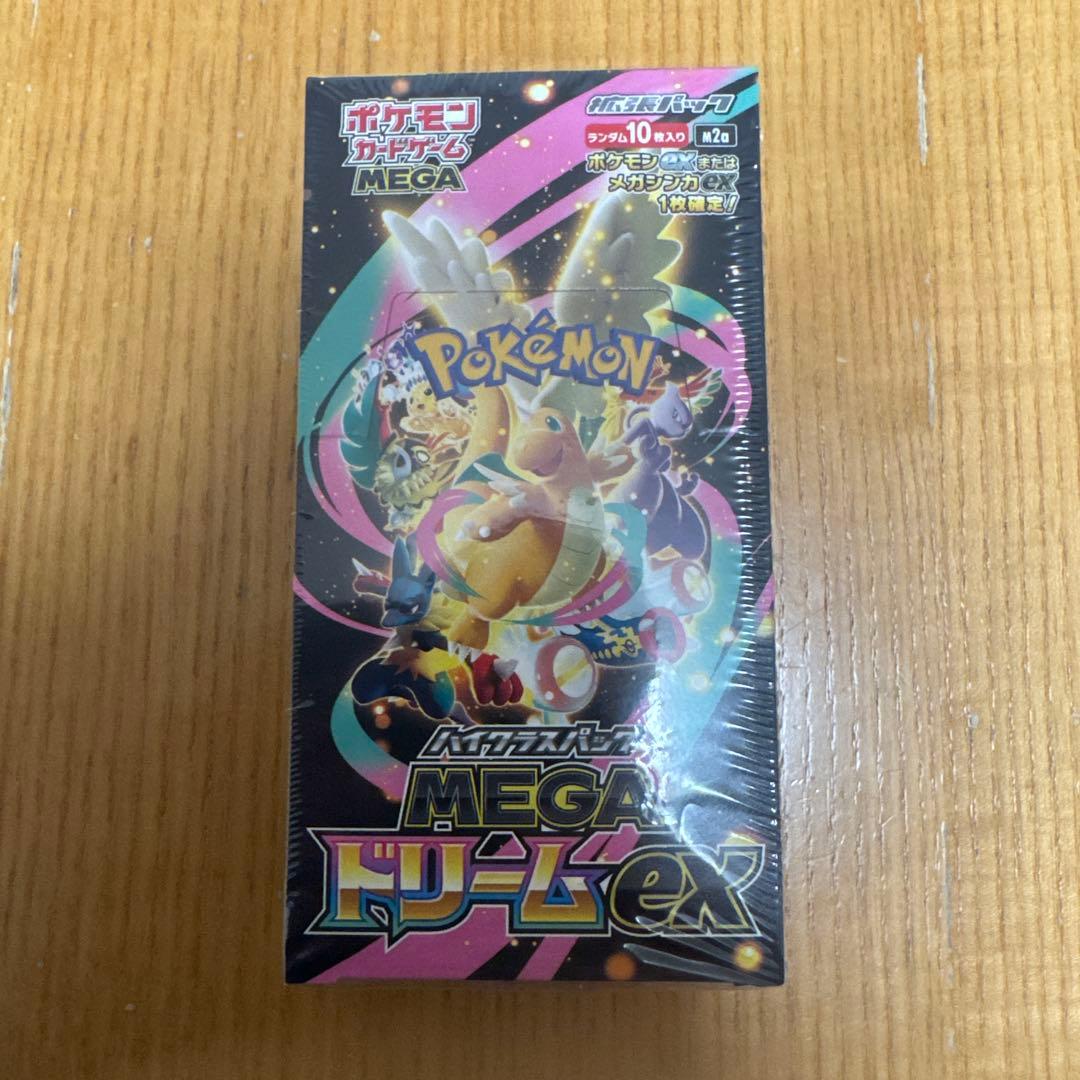 ポケモン
カードゲーム
MEGA
拡張パック
ランダム10枚入り M2a
ポケモンexまたは
メガシンカex
1枚確定!
POKÉMON
ハイクラスパック
MEGA
ドリームex